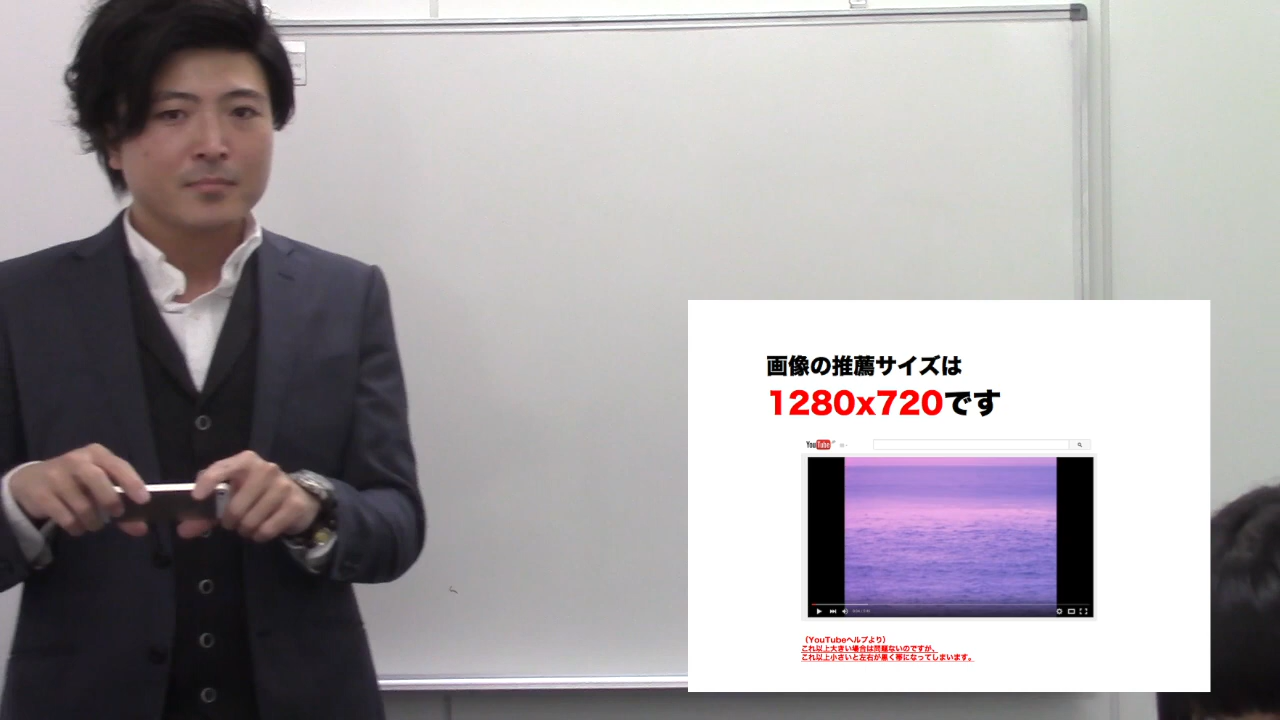 画像の推薦サイズは
1280x720です
YouTube
(YouTubeヘルプより)
これ以上大きい場合は問題ないのですが、
これ以上小さいと左右が黒く帯になってしまいます。